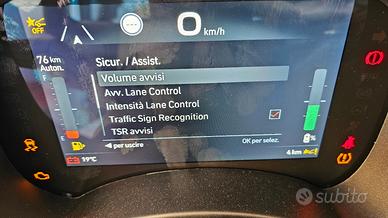 OFF
0 km/h
76 km
Auton.
Sicur. / Assist.
Volume avvisi
Avv. Lane Control
Intensità Lane Control
Traffic Sign Recognition
TSR avvisi
per uscire
OK per selez.
19°C
4 km
%
subito